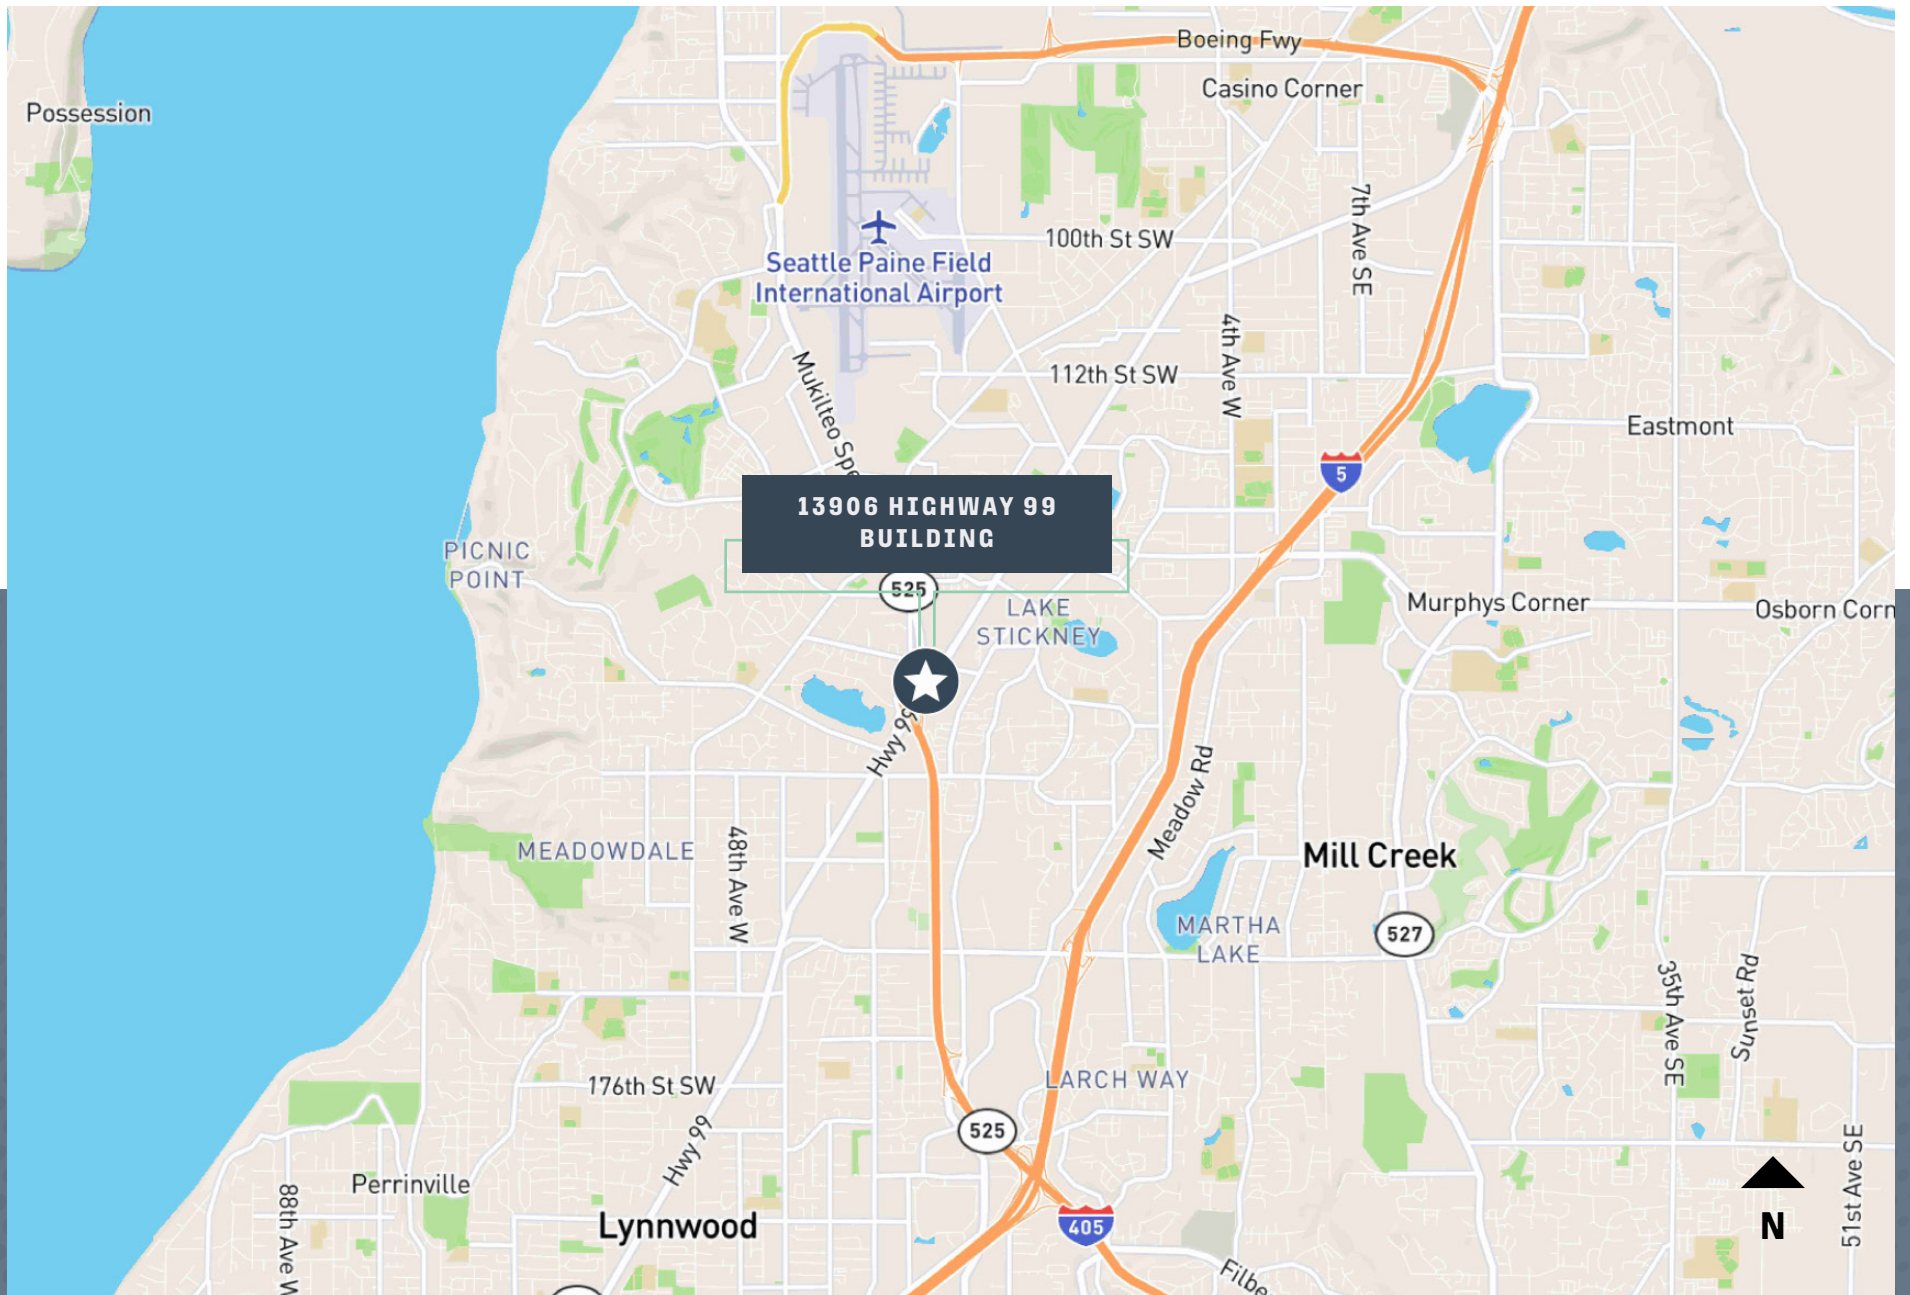 Boeing Fwy
Casino Corner
Possession
7th Ave SE
100th St SW
Seattle Paine Field
International Airport
4th Ave W
112th St SW
Mukilteo Spe
Eastmont
5
13906 HIGHWAY 99
BUILDING
PICNIC
POINT
525
LAKE
STICKNEY
Murphys Corner
Osborn Corn
Hwy 99
Meadow Rd
MEADOWDALE
48th Ave W
Mill Creek
MARTHA
LAKE
527
35th Ave SE
Sunset Rd
176th St SW
LARCH WAY
Hwy 99
525
51st Ave SE
Perrinville
88th Ave W
Lynnwood
405
N
Filbe